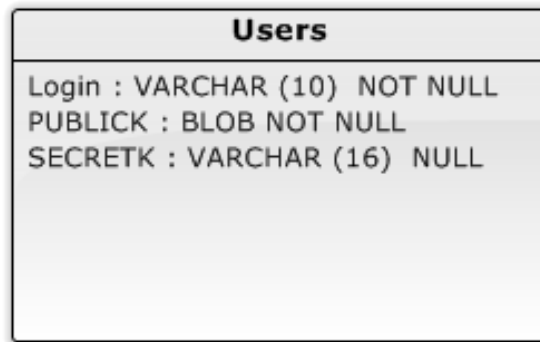 Users
Login : VARCHAR (10) NOT NULL
PUBLICK : BLOB NOT NULL
SECRETK : VARCHAR (16) NULL